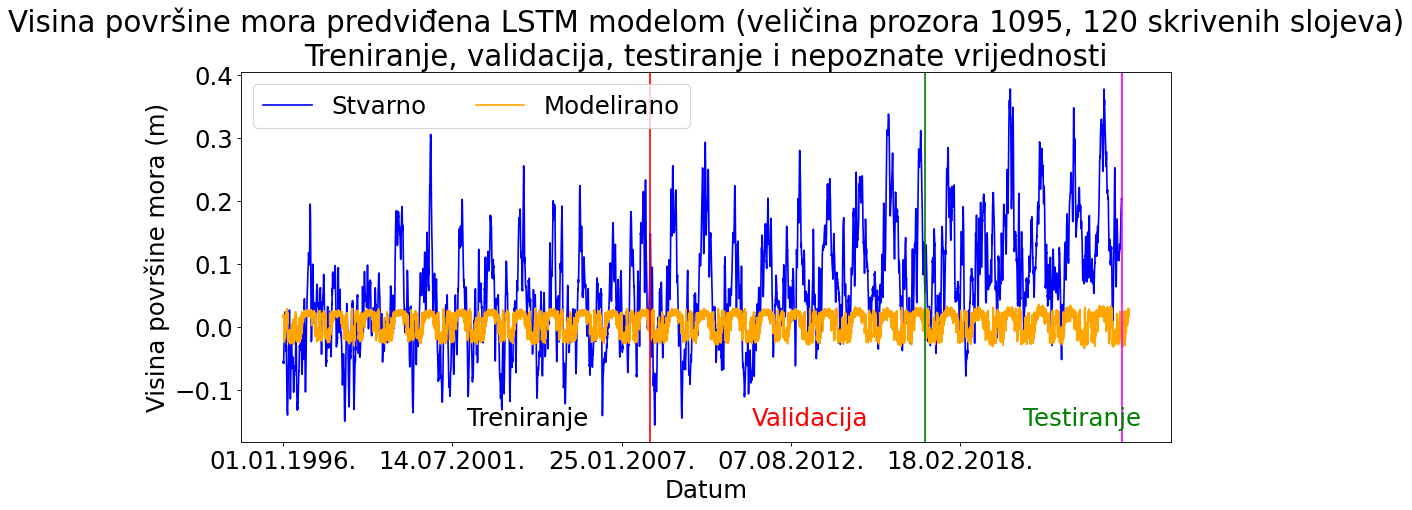 Visina površine mora predviđena LSTM modelom (veličina prozora 1095, 120 skrivenih slojeva)
Treniranje, validacija, testiranje i nepoznate vrijednosti
Stvarno
Modelirano
Visina površine mora (m)
0.4
0.3
0.2
0.1
0.0
−0.1
Treniranje
Validacija
Testiranje
01.01.1996.
14.07.2001.
25.01.2007.
07.08.2012.
18.02.2018.
Datum